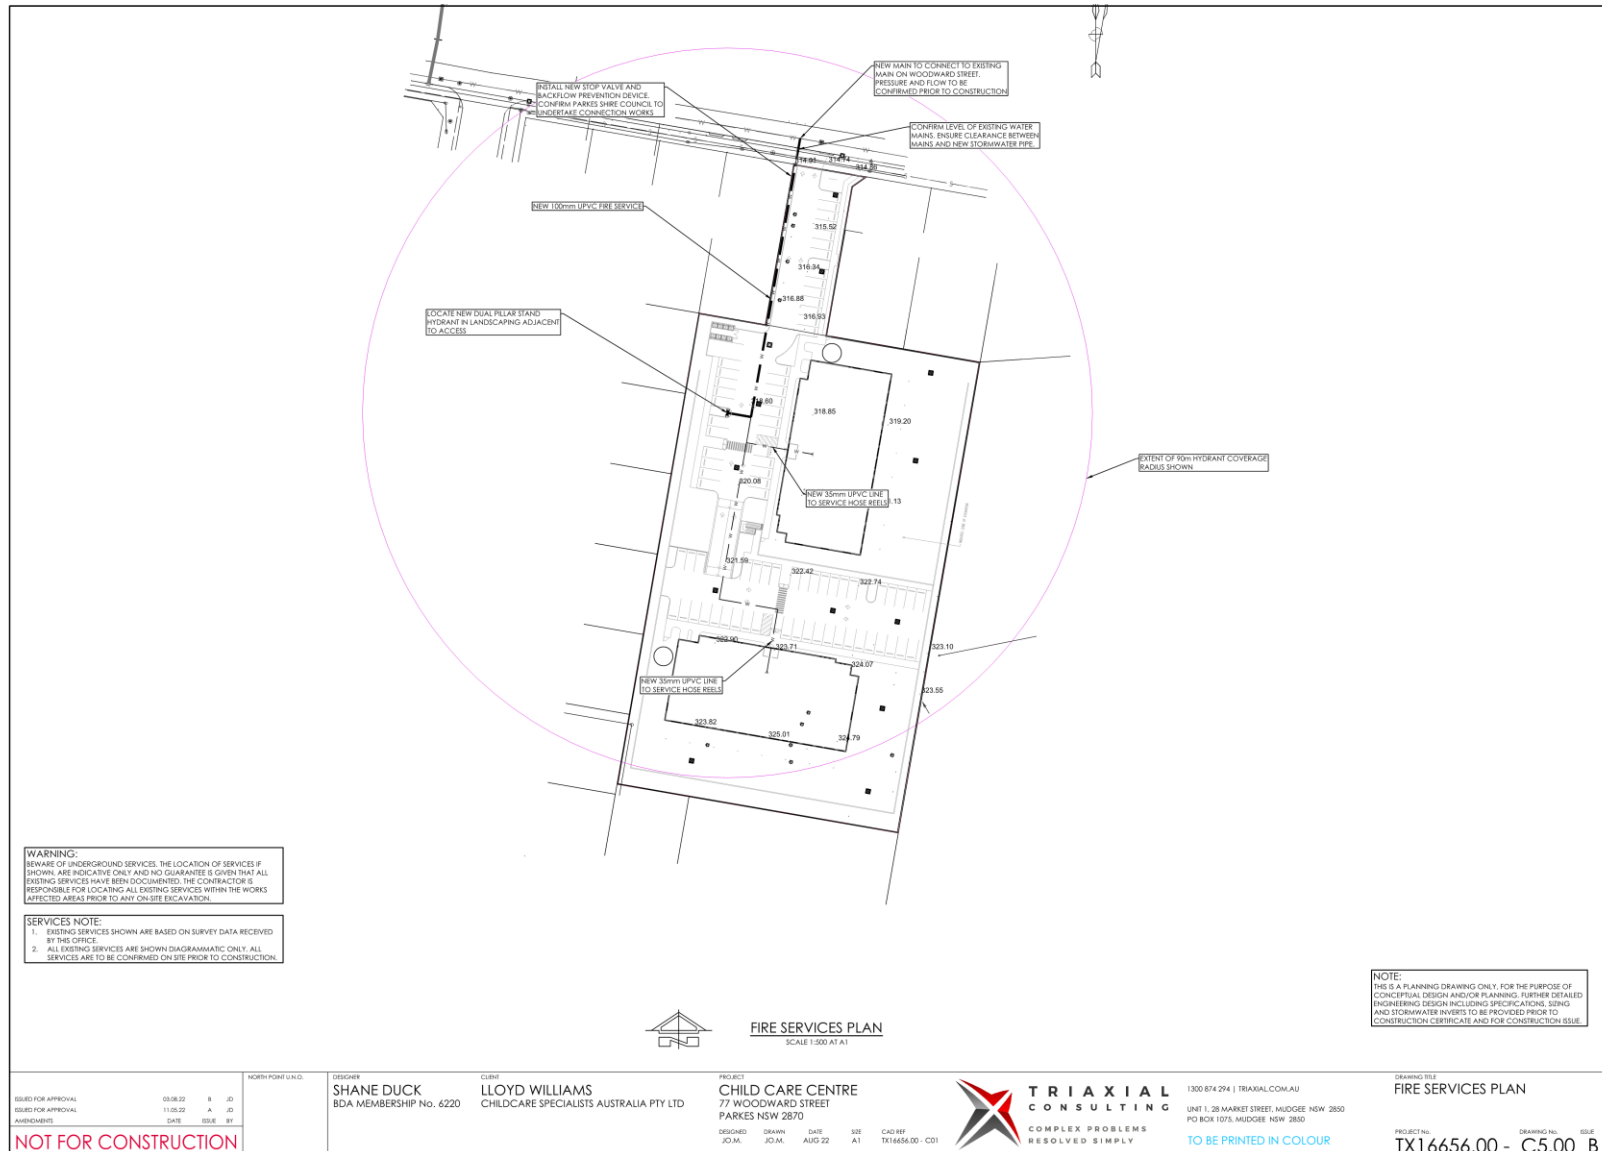 NEW MAIN TO CONNECT TO EXISTING
MAIN ON WOODWARD STREET.
PRESSURE AND FLOW TO BE
CONFIRMED PRIOR TO CONSTRUCTION
INSTALL NEW STOP VALVE AND
BACKFLOW PREVENTION DEVICE.
CONFIRM PARKES SHIRE COUNCIL TO
UNDERTAKE CONNECTION WORKS
CONFIRM LEVEL OF EXISTING WATER
MAINS. ENSURE CLEARANCE BETWEEN
MAINS AND NEW STORMWATER PIPE.
314.91
314.74
NEW 100mm UPVC FIRE SERVICE
315.52
316.34
316.88
316.93
LOCATE NEW DUAL PILLAR STAND
HYDRANT IN LANDSCAPING ADJACENT
TO ACCESS
318.60
318.85
319.20
EXTENT OF 90m HYDRANT COVERAGE
RADIUS SHOWN
320.08
NEW 35mm UPVC LINE
TO SERVICE HOSE REELS
1.13
321.59
322.42
322.74
322.90
323.71
323.10
324.07
NEW 35mm UPVC LINE
TO SERVICE HOSE REELS
323.55
323.82
325.01
324.79
WARNING:
BEWARE OF UNDERGROUND SERVICES. THE LOCATION OF SERVICES IF
SHOWN, ARE INDICATIVE ONLY AND NO GUARANTEE IS GIVEN THAT ALL
EXISTING SERVICES HAVE BEEN DOCUMENTED. THE CONTRACTOR IS
RESPONSIBLE FOR LOCATING ALL EXISTING SERVICES WITHIN THE WORKS
AFFECTED AREAS PRIOR TO ANY ON-SITE EXCAVATION.
SERVICES NOTE:
1. EXISTING SERVICES SHOWN ARE BASED ON SURVEY DATA RECEIVED
BY THIS OFFICE.
2. ALL EXISTING SERVICES ARE SHOWN DIAGRAMMATIC ONLY. ALL
SERVICES ARE TO BE CONFIRMED ON SITE PRIOR TO CONSTRUCTION.
NOTE:
THIS IS A PLANNING DRAWING ONLY, FOR THE PURPOSE OF
CONCEPTUAL DESIGN AND/OR PLANNING. FURTHER DETAILED
ENGINEERING DESIGN INCLUDING SPECIFICATIONS, SIZING
AND STORMWATER INVERTS TO BE PROVIDED PRIOR TO
CONSTRUCTION CERTIFICATE AND FOR CONSTRUCTION ISSUE.
N
FIRE SERVICES PLAN
SCALE 1:500 AT A1
ISSUED FOR APPROVAL 03.08.22 B JD
ISSUED FOR APPROVAL 11.05.22 A JD
AMENDMENTS DATE ISSUE BY
NOT FOR CONSTRUCTION
NORTH POINT U.N.O.
DESIGNER
SHANE DUCK
BDA MEMBERSHIP No. 6220
CLIENT
LLOYD WILLIAMS
CHILDCARE SPECIALISTS AUSTRALIA PTY LTD
PROJECT
CHILD CARE CENTRE
77 WOODWARD STREET
PARKES NSW 2870
DESIGNED DRAWN DATE SIZE CAD REF
JO.M. JO.M. AUG 22 A1 TX16656.00 - C01
TRIAXIAL
CONSULTING
COMPLEX PROBLEMS
RESOLVED SIMPLY
1300 874 294 | TRIAXIAL.COM.AU
UNIT 1, 28 MARKET STREET, MUDGEE NSW 2850
PO BOX 1075, MUDGEE NSW 2850
TO BE PRINTED IN COLOUR
DRAWING TITLE
FIRE SERVICES PLAN
PROJECT No. DRAWING No. ISSUE
TX16656.00 - C5.00 B